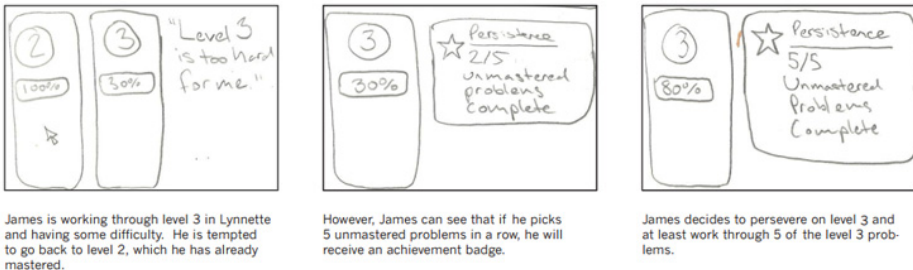 2
100%
3
30%
"Level 3
is too hard
for me."
3
30%
Persistence
2/5
unmastered
problems
Complete
3
80%
Persistence
5/5
Unmastered
Problems
Complete
James is working through level 3 in Lynnette
and having some difficulty. He is tempted
to go back to level 2, which he has already
mastered.
However, James can see that if he picks
5 unmastered problems in a row, he will
receive an achievement badge.
James decides to persevere on level 3 and
at least work through 5 of the level 3 prob-
lems.